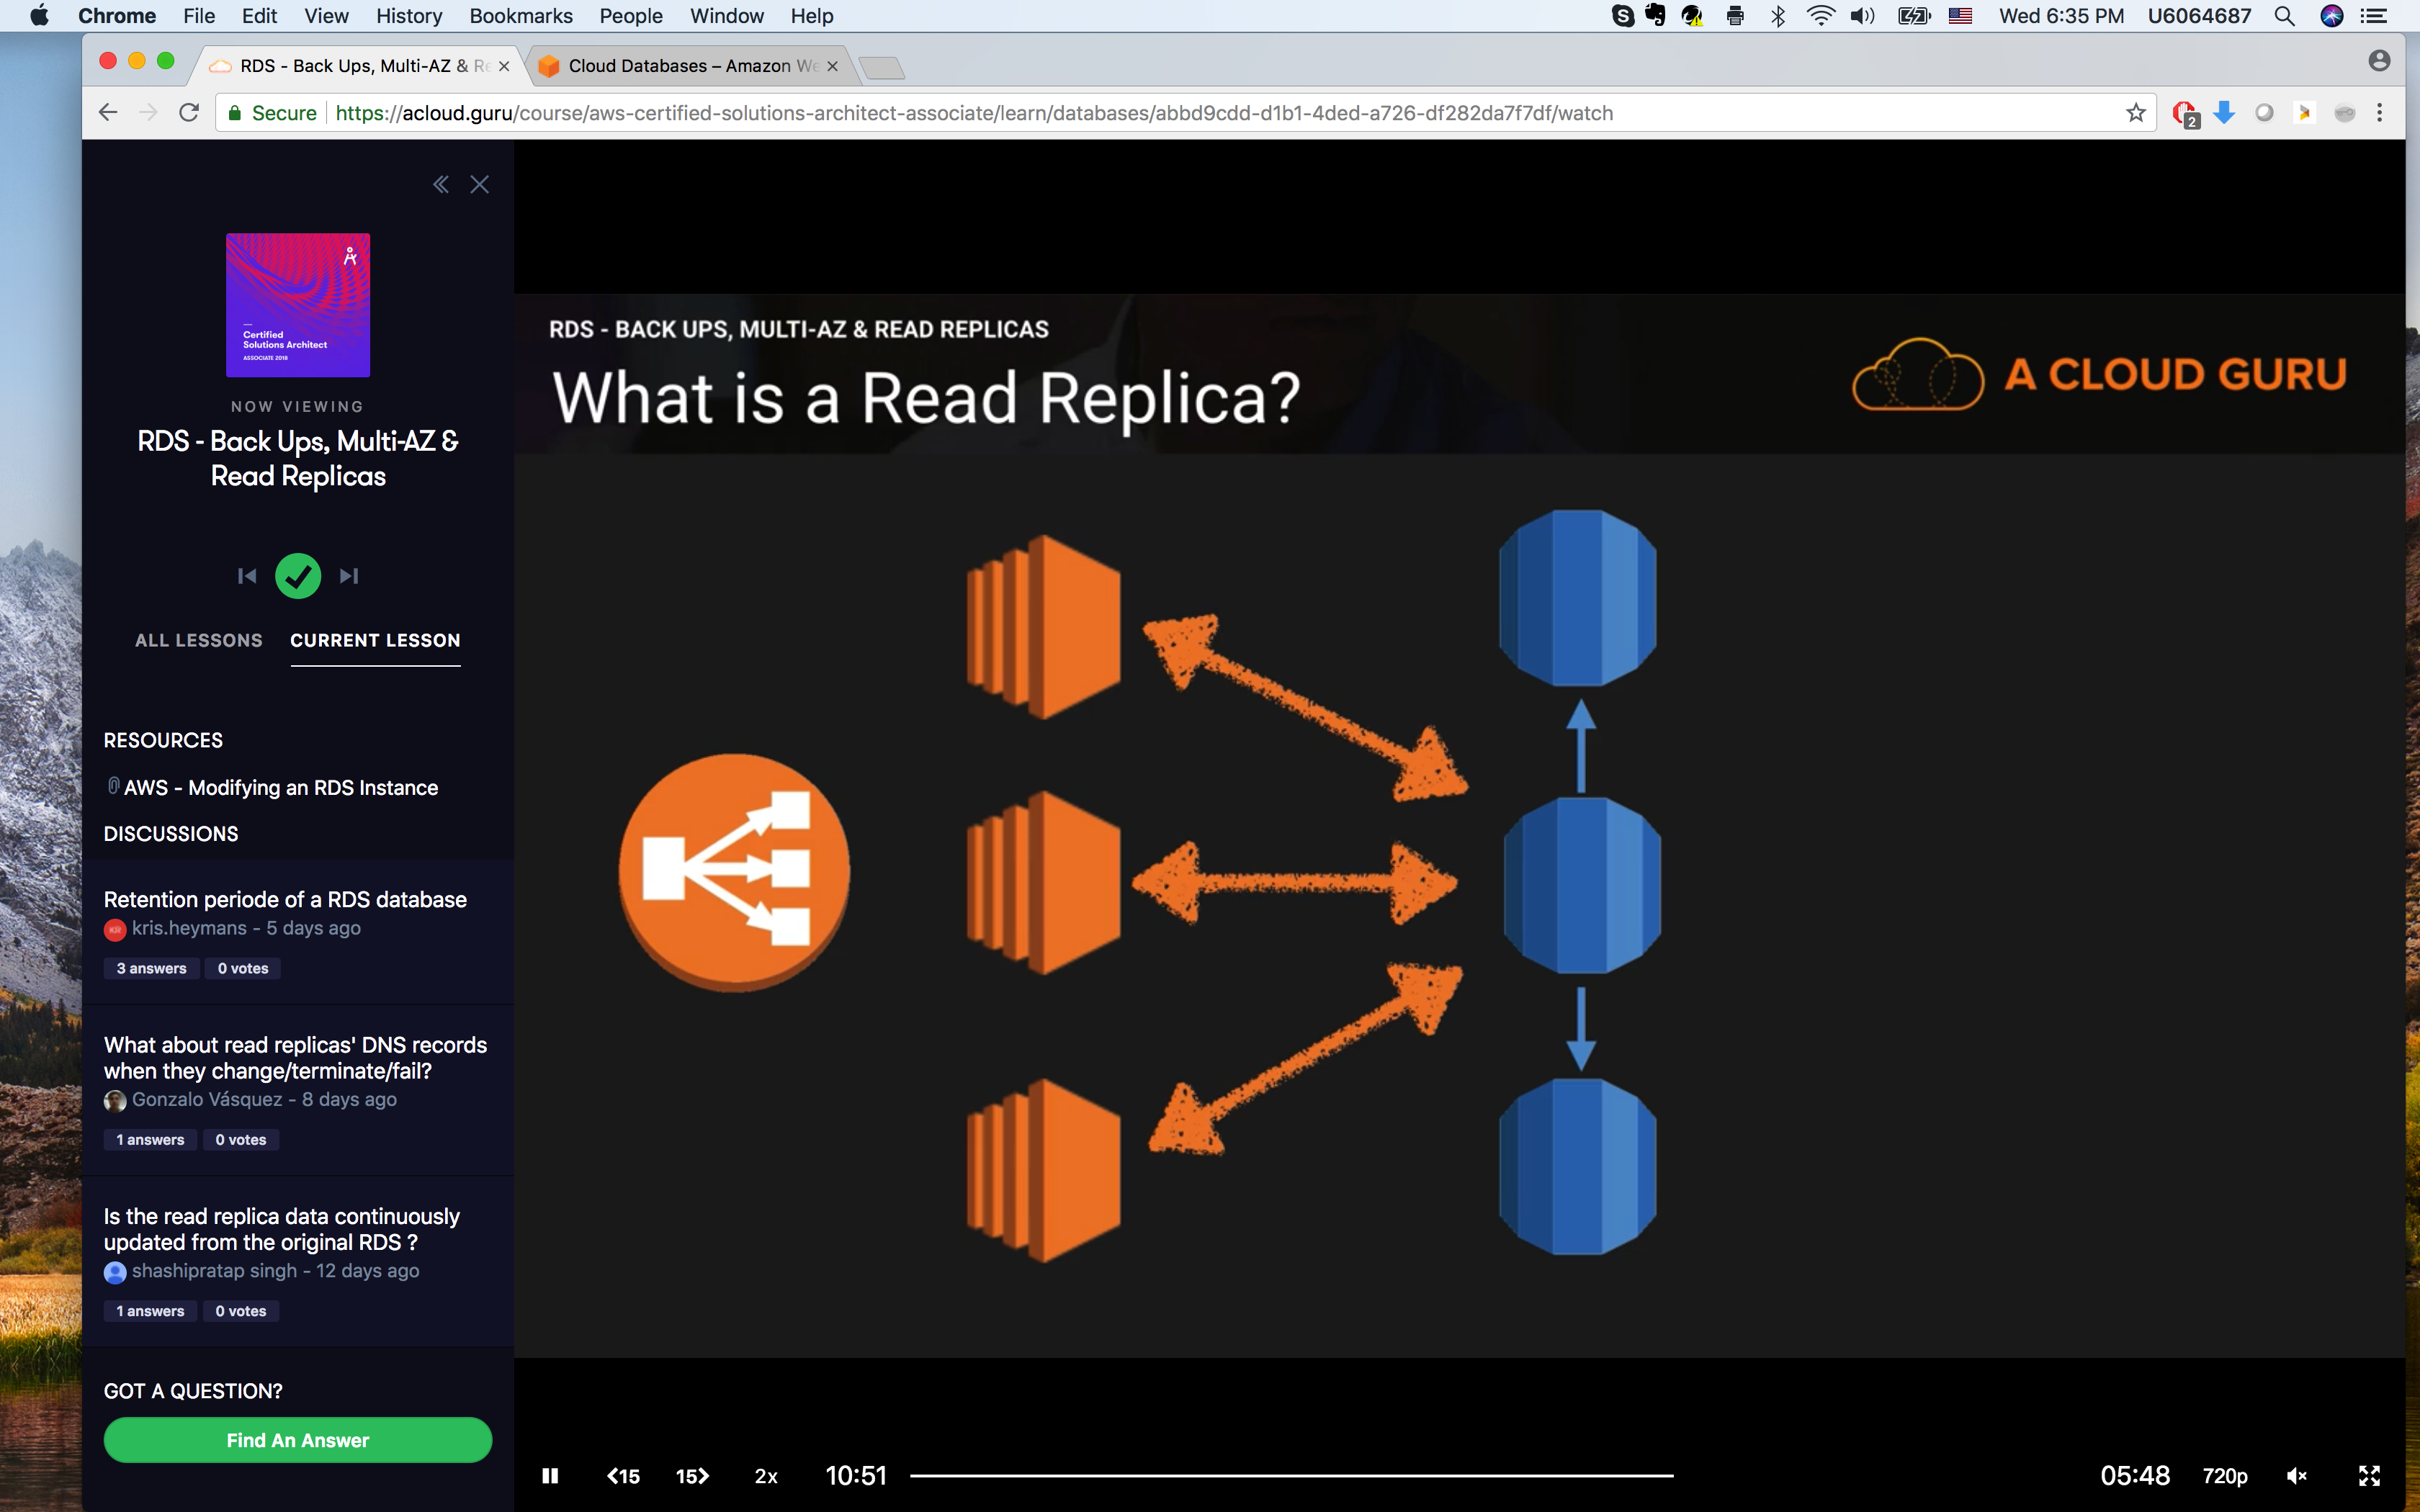 Chrome File Edit View History Bookmarks People Window Help
Wed 6:35 PM U6064687
RDS - Back Ups, Multi-AZ & Re
Cloud Databases – Amazon We
Secure https://acloud.guru/course/aws-certified-solutions-architect-associate/learn/databases/abbd9cdd-d1b1-4ded-a726-df282da7f7df/watch
2
Certified
Solutions Architect
ASSOCIATE 2018
NOW VIEWING
RDS - Back Ups, Multi-AZ &
Read Replicas
ALL LESSONS CURRENT LESSON
RESOURCES
AWS - Modifying an RDS Instance
DISCUSSIONS
Retention periode of a RDS database
KR kris.heymans - 5 days ago
3 answers 0 votes
What about read replicas' DNS records
when they change/terminate/fail?
Gonzalo Vásquez - 8 days ago
1 answers 0 votes
Is the read replica data continuously
updated from the original RDS ?
shashipratap singh - 12 days ago
1 answers 0 votes
GOT A QUESTION?
Find An Answer
RDS - BACK UPS, MULTI-AZ & READ REPLICAS
What is a Read Replica?
A CLOUD GURU
15 15 2x 10:51 05:48 720p